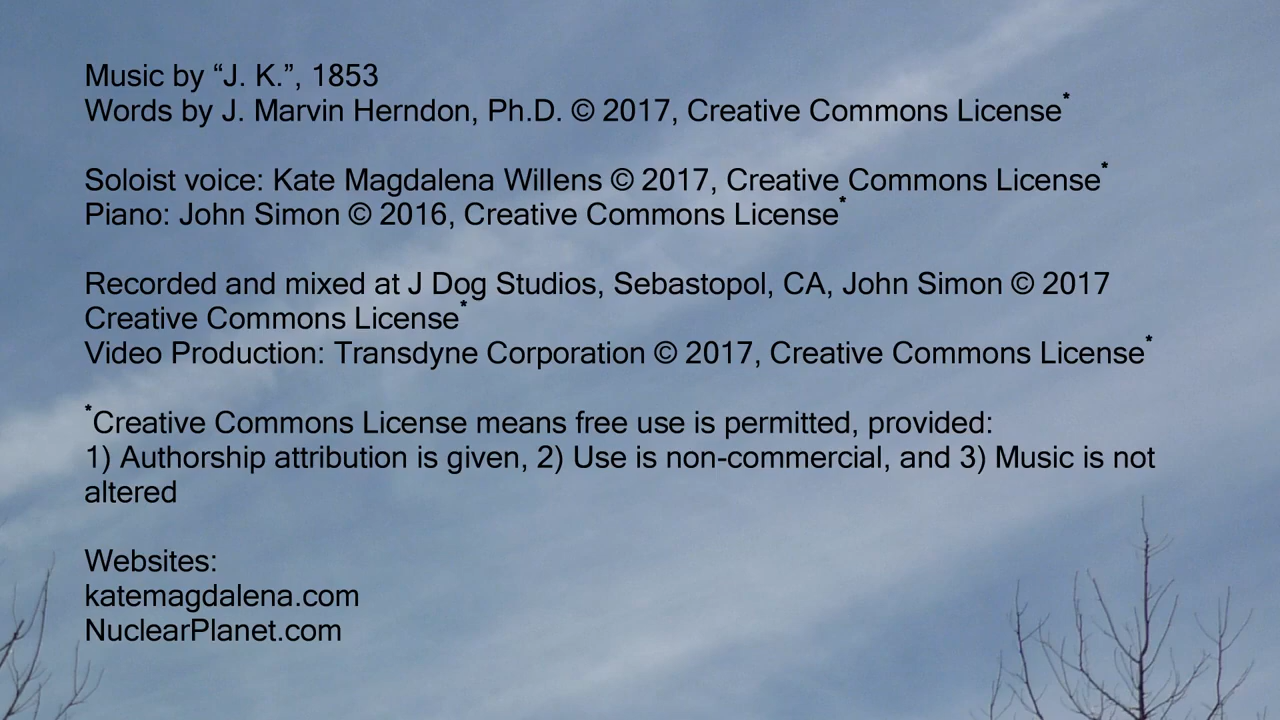 Music by “J. K.”, 1853
Words by J. Marvin Herndon, Ph.D. © 2017, Creative Commons License*
Soloist voice: Kate Magdalena Willens © 2017, Creative Commons License*
Piano: John Simon © 2016, Creative Commons License*
Recorded and mixed at J Dog Studios, Sebastopol, CA, John Simon © 2017
Creative Commons License*
Video Production: Transdyne Corporation © 2017, Creative Commons License*
*Creative Commons License means free use is permitted, provided:
1) Authorship attribution is given, 2) Use is non-commercial, and 3) Music is not
altered
Websites:
katemagdalena.com
NuclearPlanet.com